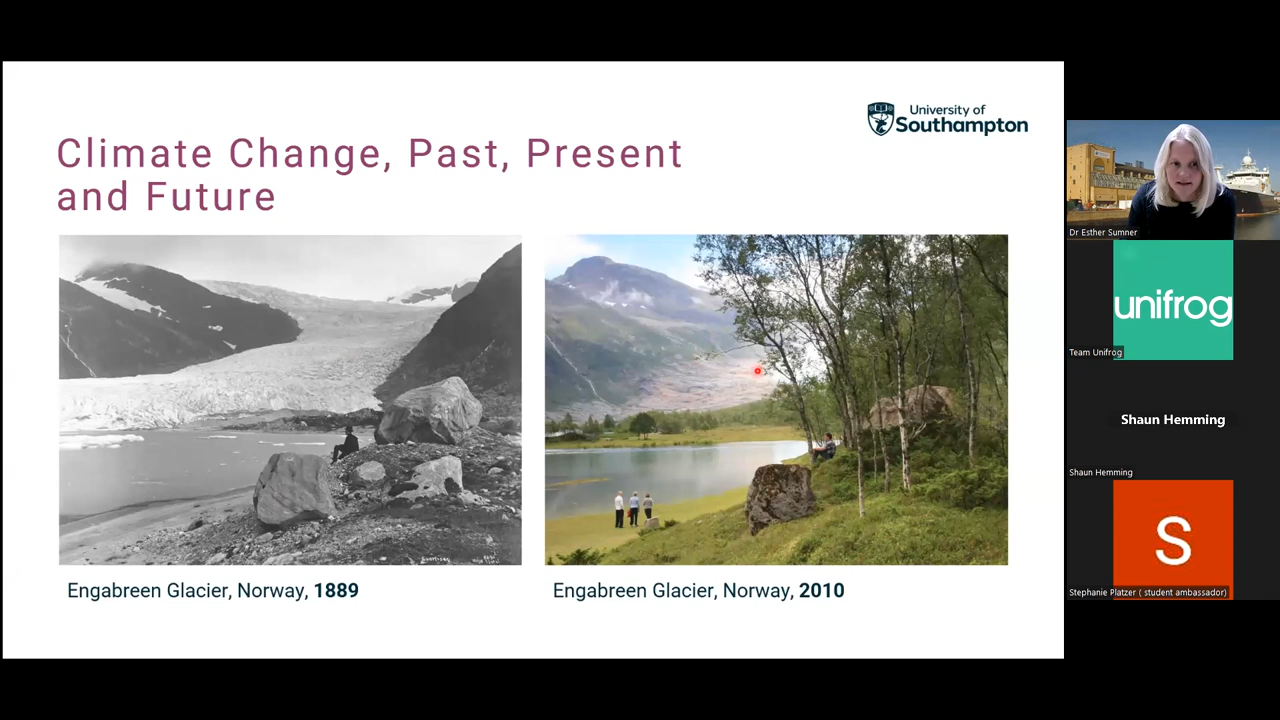 University of
Southampton
Climate Change, Past, Present
and Future
Engabreen Glacier, Norway, 1889
Engabreen Glacier, Norway, 2010
Dr Esther Sumner
unifrog
Team Unifrog
Shaun Hemming
Shaun Hemming
S
Stephanie Platzer ( student ambassador)